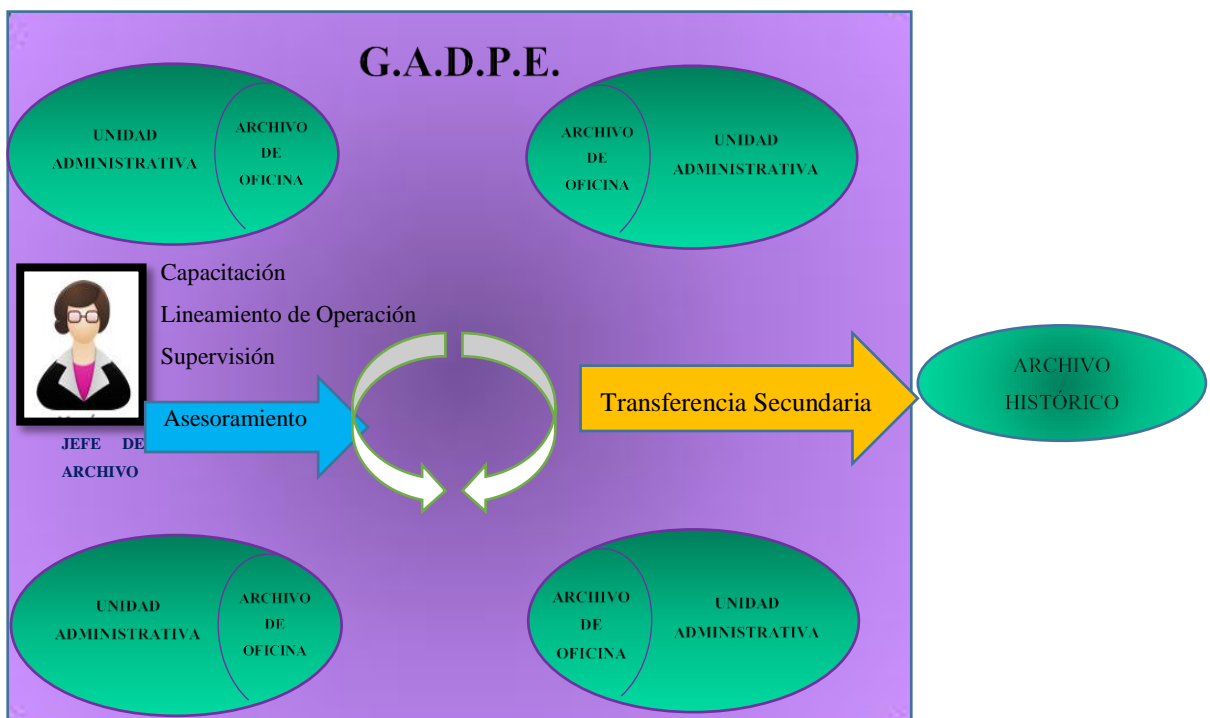 G.A.D.P.E.
UNIDAD
ADMINISTRATIVA
ARCHIVO
DE
OFICINA
ARCHIVO
DE
OFICINA
UNIDAD
ADMINISTRATIVA
Capacitación
Lineamiento de Operación
Supervisión
Asesoramiento
JEFE DE
ARCHIVO
Transferencia Secundaria
ARCHIVO
HISTÓRICO
UNIDAD
ADMINISTRATIVA
ARCHIVO
DE
OFICINA
ARCHIVO
DE
OFICINA
UNIDAD
ADMINISTRATIVA